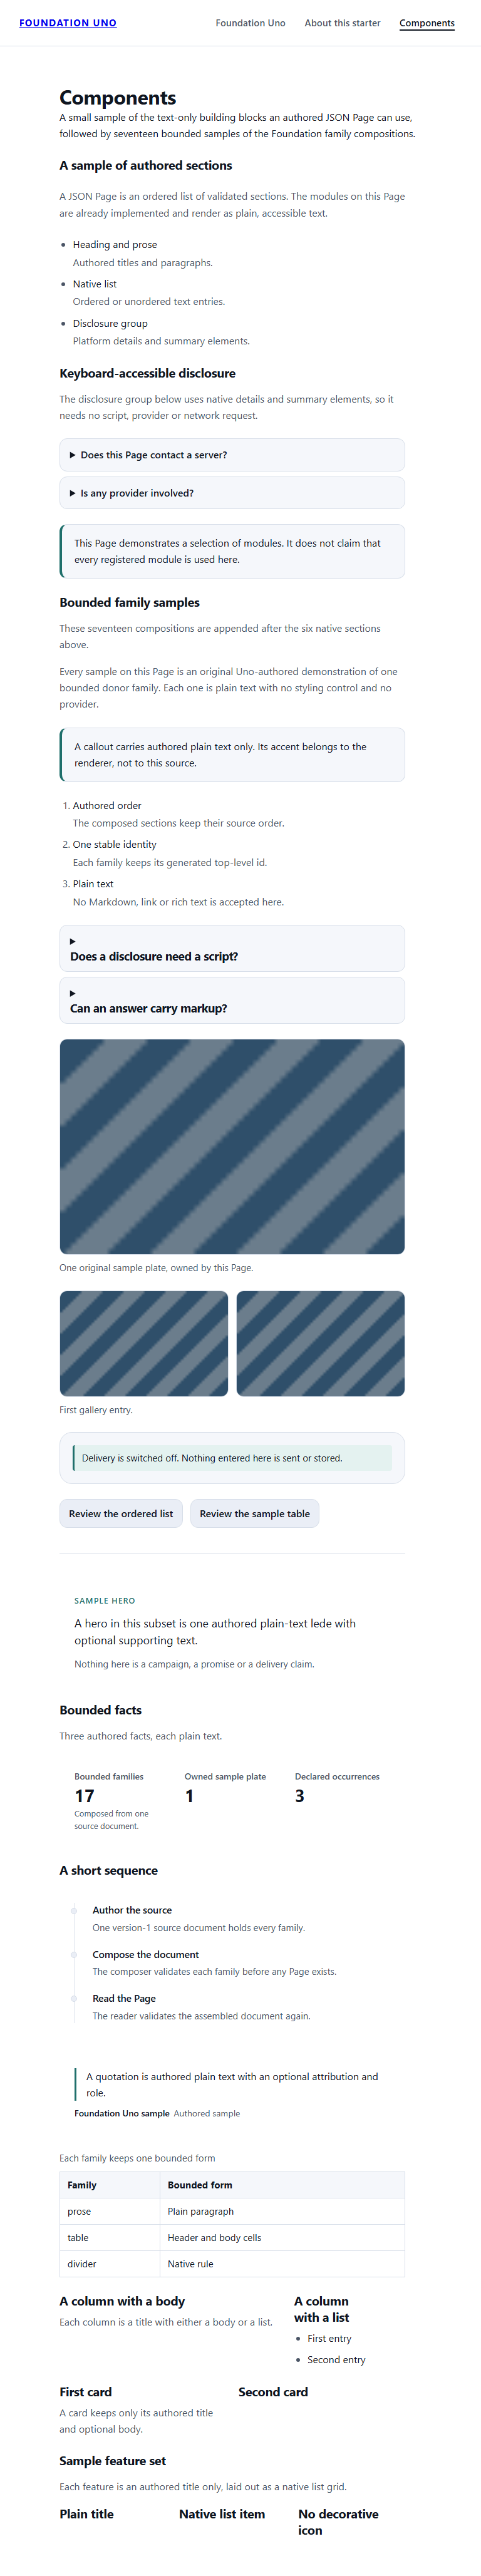 FOUNDATION UNO
Foundation Uno
About this starter
Components
Components
A small sample of the text-only building blocks an authored JSON Page can use,
followed by seventeen bounded samples of the Foundation family compositions.
A sample of authored sections
A JSON Page is an ordered list of validated sections. The modules on this Page
are already implemented and render as plain, accessible text.
Heading and prose
Authored titles and paragraphs.
Native list
Ordered or unordered text entries.
Disclosure group
Platform details and summary elements.
Keyboard-accessible disclosure
The disclosure group below uses native details and summary elements, so it
needs no script, provider or network request.
Does this Page contact a server?
Is any provider involved?
This Page demonstrates a selection of modules. It does not claim that
every registered module is used here.
Bounded family samples
These seventeen compositions are appended after the six native sections
above.
Every sample on this Page is an original Uno-authored demonstration of one
bounded donor family. Each one is plain text with no styling control and no
provider.
A callout carries authored plain text only. Its accent belongs to the
renderer, not to this source.
1. Authored order
The composed sections keep their source order.
2. One stable identity
Each family keeps its generated top-level id.
3. Plain text
No Markdown, link or rich text is accepted here.
Does a disclosure need a script?
Can an answer carry markup?
One original sample plate, owned by this Page.
First gallery entry.
Delivery is switched off. Nothing entered here is sent or stored.
Review the ordered list
Review the sample table
SAMPLE HERO
A hero in this subset is one authored plain-text lede with
optional supporting text.
Nothing here is a campaign, a promise or a delivery claim.
Bounded facts
Three authored facts, each plain text.
Bounded families
17
Composed from one
source document.
Owned sample plate
1
Declared occurrences
3
A short sequence
Author the source
One version-1 source document holds every family.
Compose the document
The composer validates each family before any Page exists.
Read the Page
The reader validates the assembled document again.
A quotation is authored plain text with an optional attribution and
role.
Foundation Uno sample Authored sample
Each family keeps one bounded form
Family
Bounded form
prose
Plain paragraph
table
Header and body cells
divider
Native rule
A column with a body
Each column is a title with either a body or a list.
A column
with a list
First entry
Second entry
First card
A card keeps only its authored title
and optional body.
Second card
Sample feature set
Each feature is an authored title only, laid out as a native list grid.
Plain title
Native list item
No decorative
icon